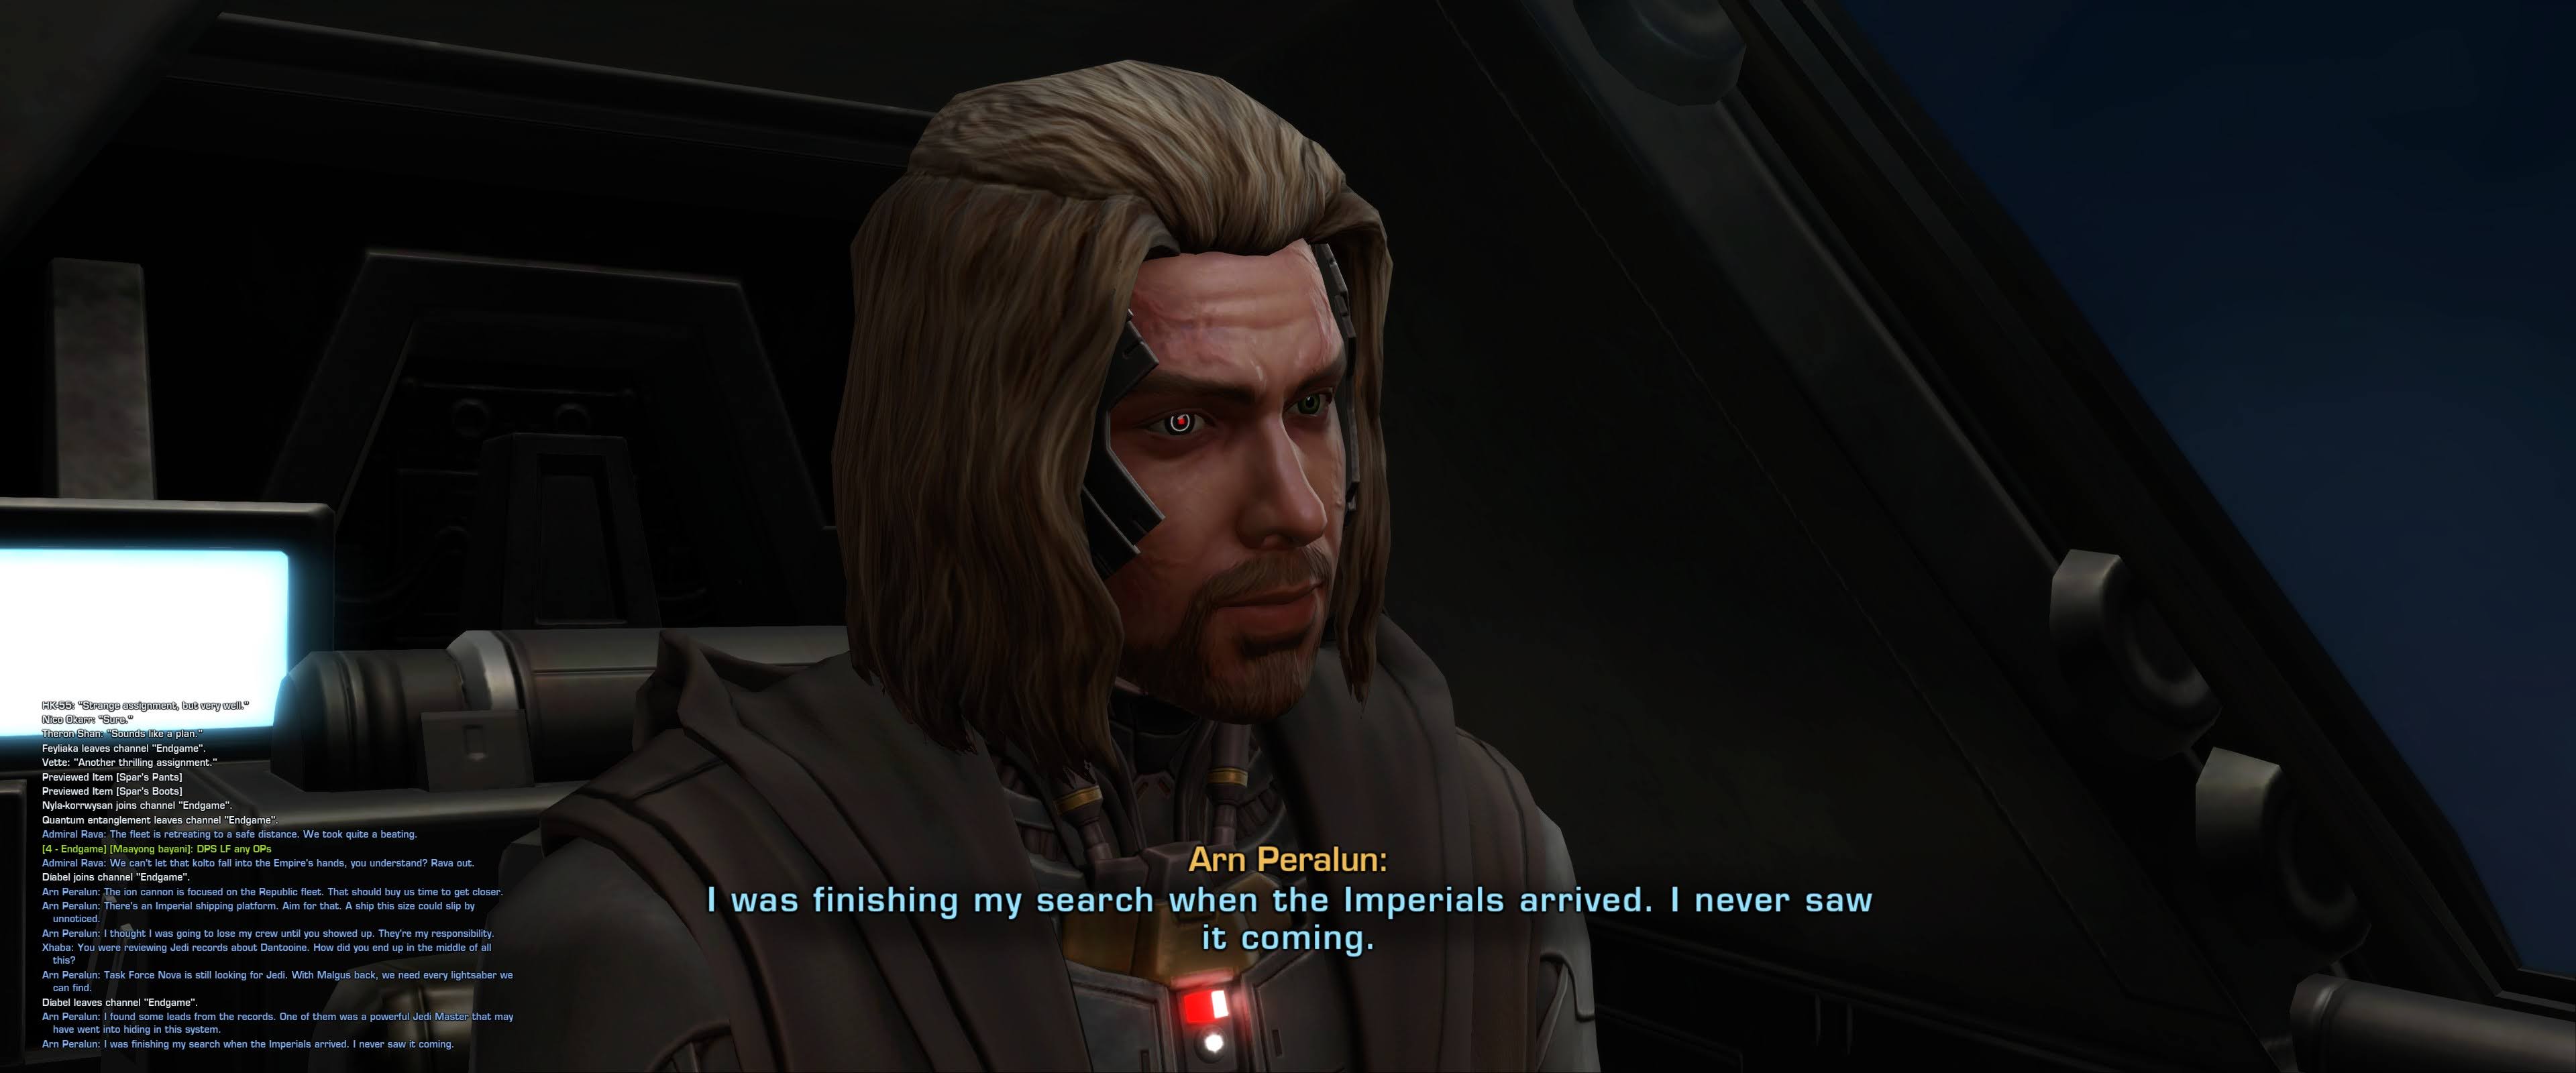 HK-55: "Strange assignment, but very well."
Nico Okarr: "Sure."
Theron Shan: "Sounds like a plan."
Feyliaka leaves channel "Endgame".
Vette: "Another thrilling assignment."
Previewed Item [Spar's Pants]
Previewed Item [Spar's Boots]
Nyla-korrwysan joins channel "Endgame".
Quantum entanglement leaves channel "Endgame".
Admiral Rava: The fleet is retreating to a safe distance. We took quite a beating.
[4 - Endgame] [Maayong bayani]: DPS LF any OPs
Admiral Rava: We can't let that kolto fall into the Empire's hands, you understand? Rava out.
Diabel joins channel "Endgame".
Arn Peralun: The ion cannon is focused on the Republic fleet. That should buy us time to get closer.
Arn Peralun: There's an Imperial shipping platform. Aim for that. A ship this size could slip by
unnoticed.
Arn Peralun: I thought I was going to lose my crew until you showed up. They're my responsibility.
Xhaba: You were reviewing Jedi records about Dantooine. How did you end up in the middle of all
this?
Arn Peralun: Task Force Nova is still looking for Jedi. With Malgus back, we need every lightsaber we
can find.
Diabel leaves channel "Endgame".
Arn Peralun: I found some leads from the records. One of them was a powerful Jedi Master that may
have went into hiding in this system.
Arn Peralun: I was finishing my search when the Imperials arrived. I never saw it coming.
Arn Peralun:
I was finishing my search when the Imperials arrived. I never saw
it coming.